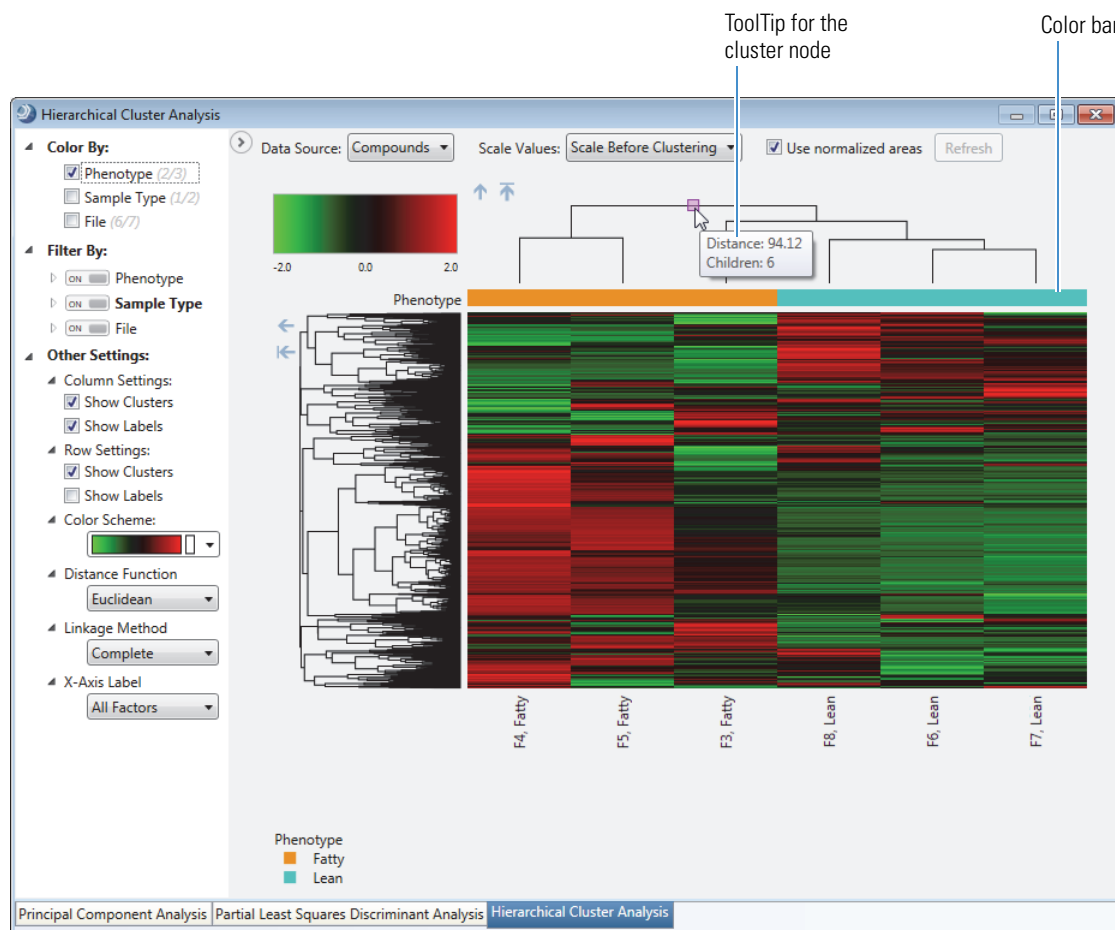 ToolTip for the
cluster node
Color bar
Hierarchical Cluster Analysis
Color By:
Phenotype (2/3)
Sample Type (1/2)
File (6/7)
Filter By:
ON Phenotype
ON Sample Type
ON File
Other Settings:
Column Settings:
Show Clusters
Show Labels
Row Settings:
Show Clusters
Show Labels
Color Scheme:
Distance Function
Euclidean
Linkage Method
Complete
X-Axis Label
All Factors
Data Source: Compounds Scale Values: Scale Before Clustering Use normalized areas Refresh
-2.0 0.0 2.0
Distance: 94.12
Children: 6
Phenotype
F4, Fatty
F5, Fatty
F3, Fatty
F8, Lean
F6, Lean
F7, Lean
Phenotype
Fatty
Lean
Principal Component Analysis Partial Least Squares Discriminant Analysis Hierarchical Cluster Analysis